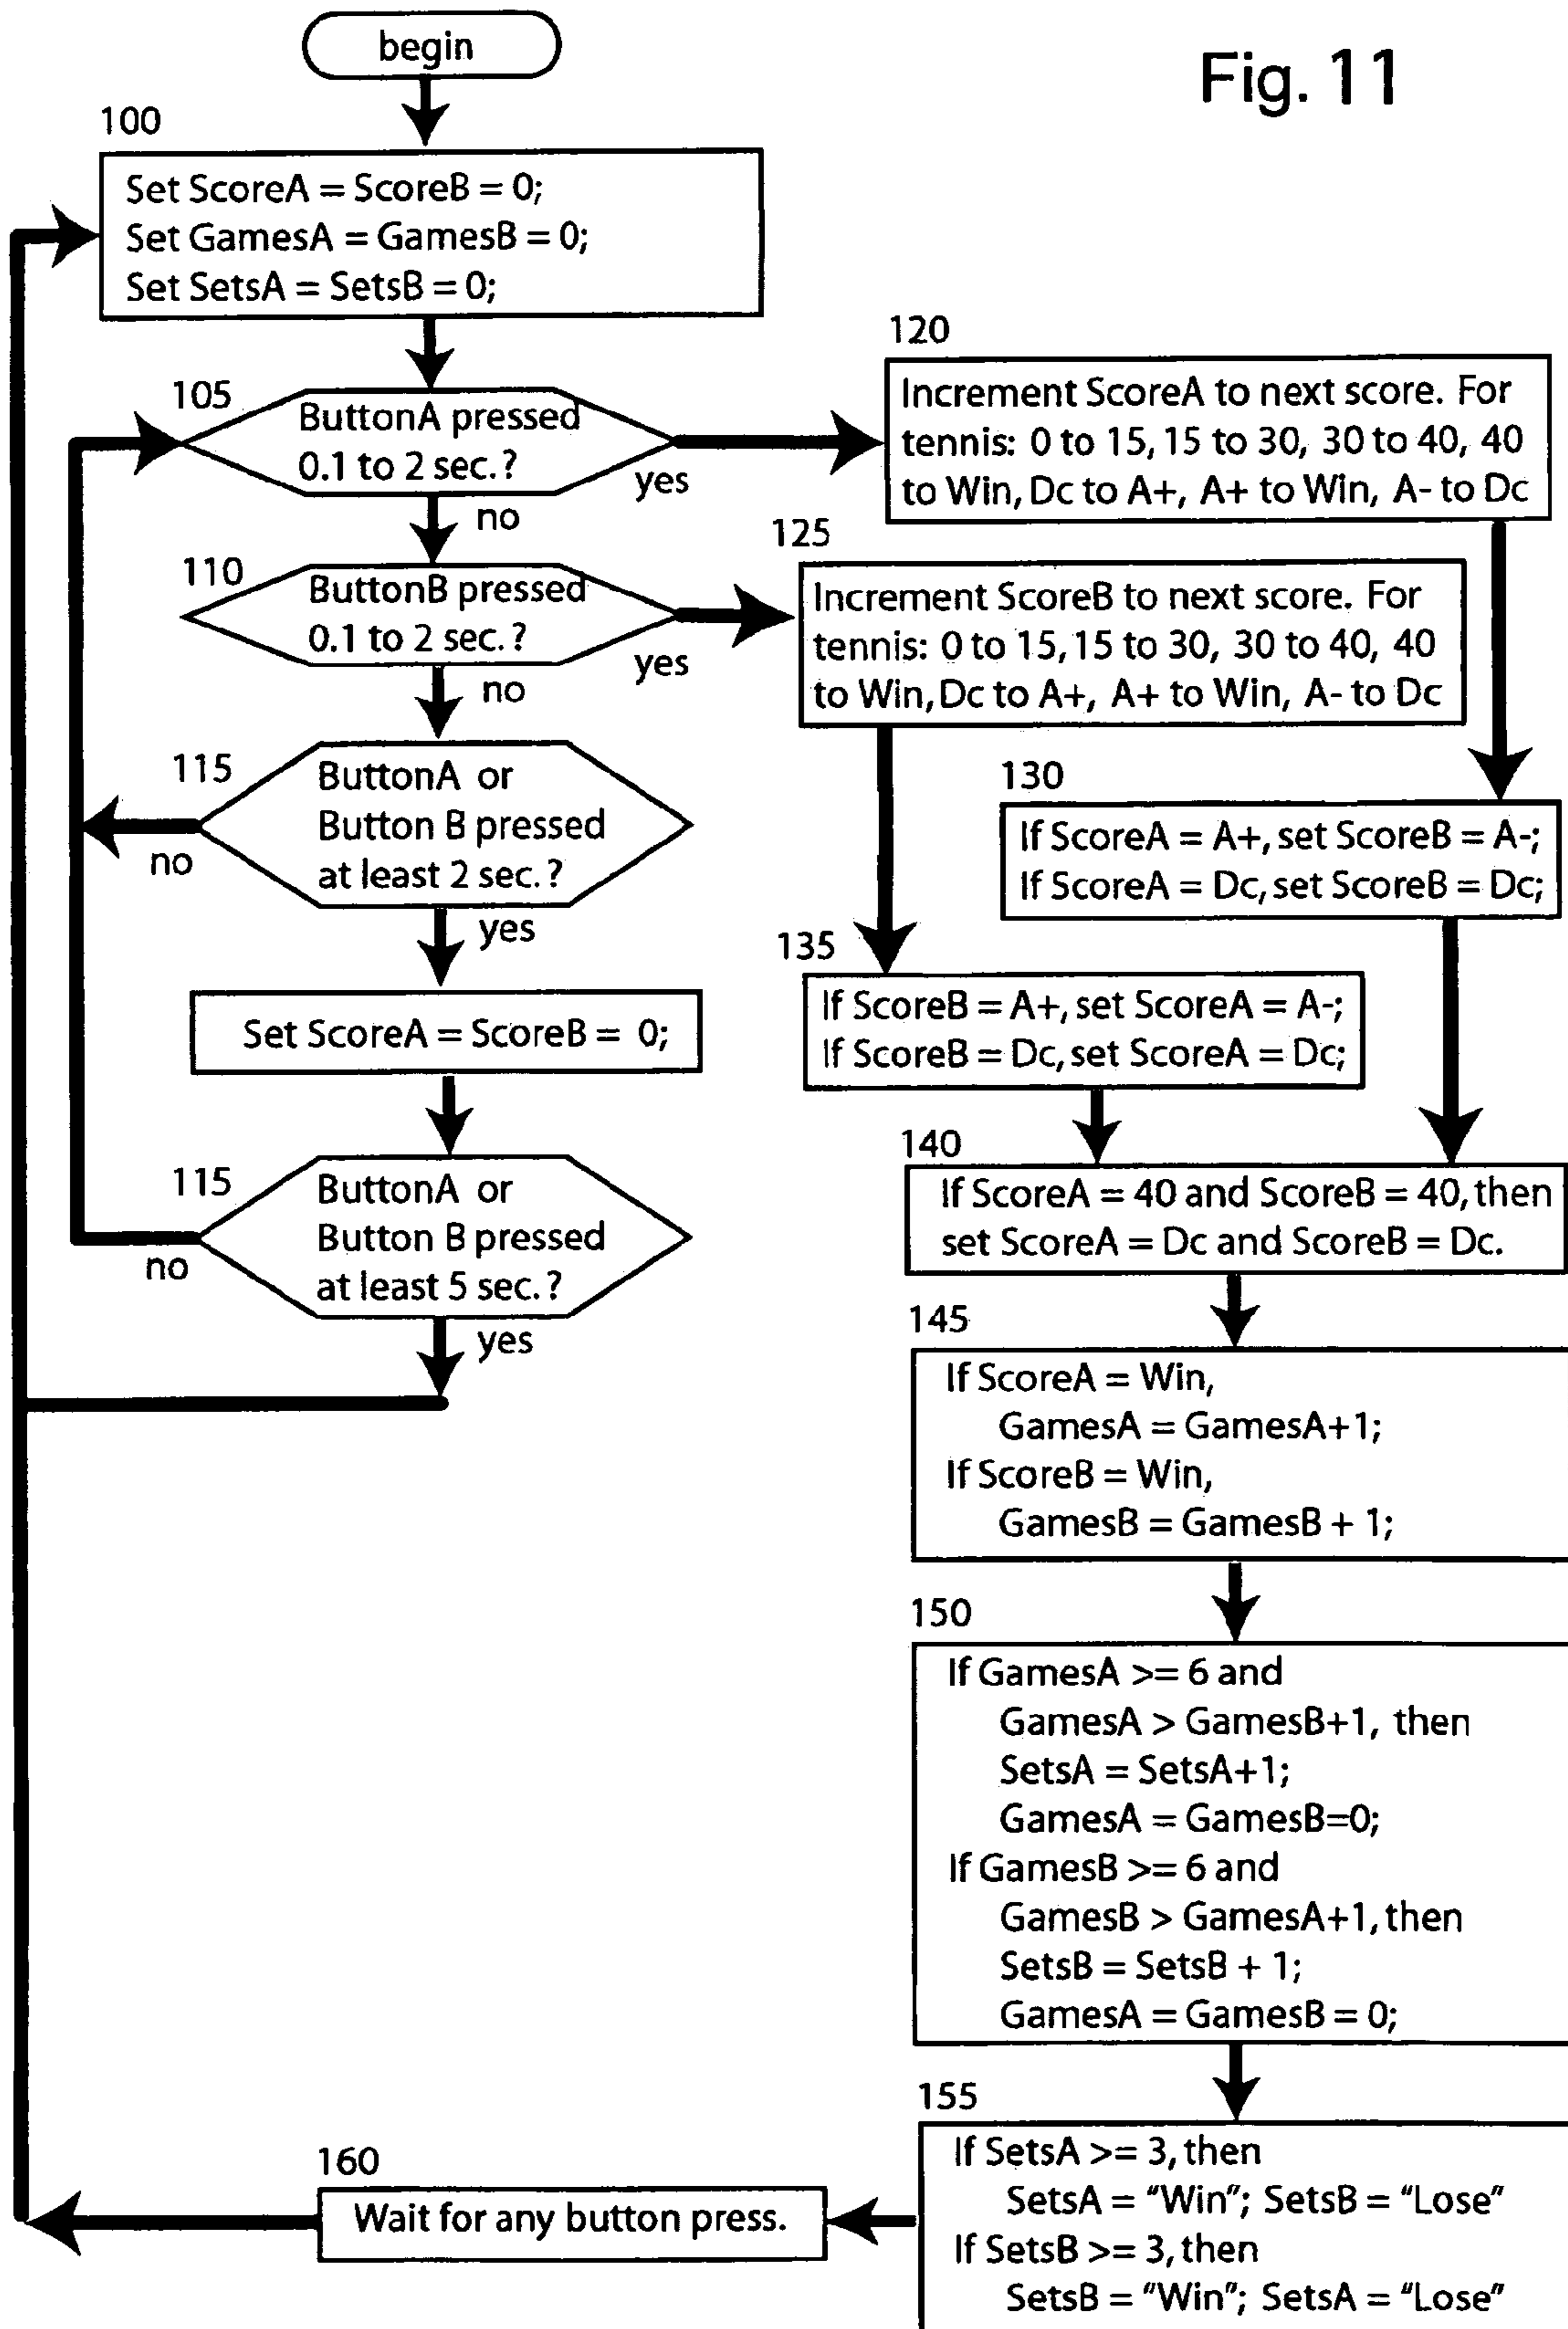 Fig. 11
begin
100
Set ScoreA = ScoreB = 0;
Set GamesA = GamesB = 0;
Set SetsA = SetsB = 0;
105
ButtonA pressed
0.1 to 2 sec.?
yes
no
120
Increment ScoreA to next score. For
tennis: 0 to 15, 15 to 30, 30 to 40, 40
to Win, Dc to A+, A+ to Win, A- to Dc
110
ButtonB pressed
0.1 to 2 sec.?
yes
no
125
Increment ScoreB to next score. For
tennis: 0 to 15, 15 to 30, 30 to 40, 40
to Win, Dc to A+, A+ to Win, A- to Dc
115
ButtonA or
Button B pressed
at least 2 sec.?
no
yes
130
If ScoreA = A+, set ScoreB = A-;
If ScoreA = Dc, set ScoreB = Dc;
Set ScoreA = ScoreB = 0;
135
If ScoreB = A+, set ScoreA = A-;
If ScoreB = Dc, set ScoreA = Dc;
115
ButtonA or
Button B pressed
at least 5 sec.?
no
yes
140
If ScoreA = 40 and ScoreB = 40, then
set ScoreA = Dc and ScoreB = Dc.
145
If ScoreA = Win,
GamesA = GamesA+1;
If ScoreB = Win,
GamesB = GamesB + 1;
150
If GamesA >= 6 and
GamesA > GamesB+1, then
SetsA = SetsA+1;
GamesA = GamesB=0;
If GamesB >= 6 and
GamesB > GamesA+1, then
SetsB = SetsB + 1;
GamesA = GamesB = 0;
155
If SetsA >= 3, then
SetsA = "Win"; SetsB = "Lose"
If SetsB >= 3, then
SetsB = "Win"; SetsA = "Lose"
160
Wait for any button press.